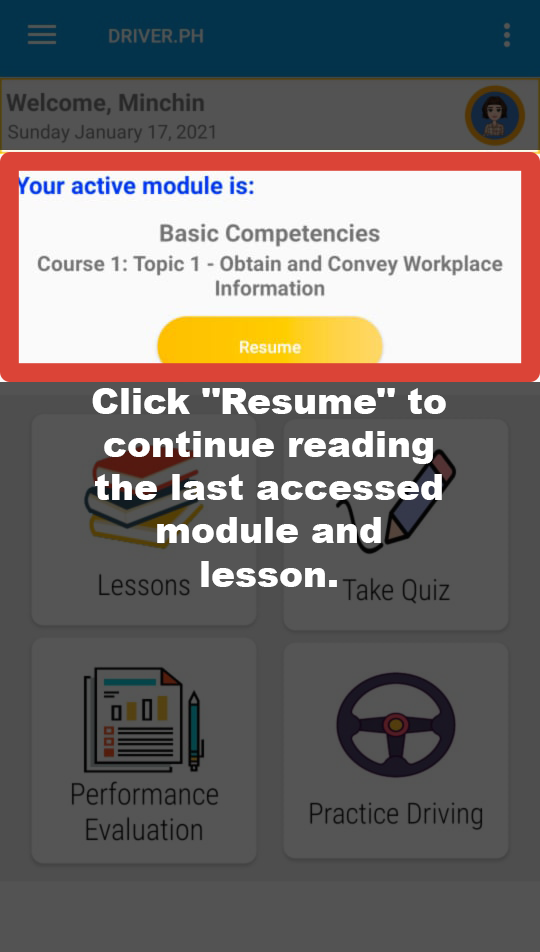 DRIVER.PH
Welcome, Minchin
Sunday January 17, 2021
Your active module is:
Basic Competencies
Course 1: Topic 1 - Obtain and Convey Workplace
Information
Resume
Click "Resume" to
continue reading
the last accessed
module and
lesson.
Lessons
Take Quiz
Performance
Evaluation
Practice Driving